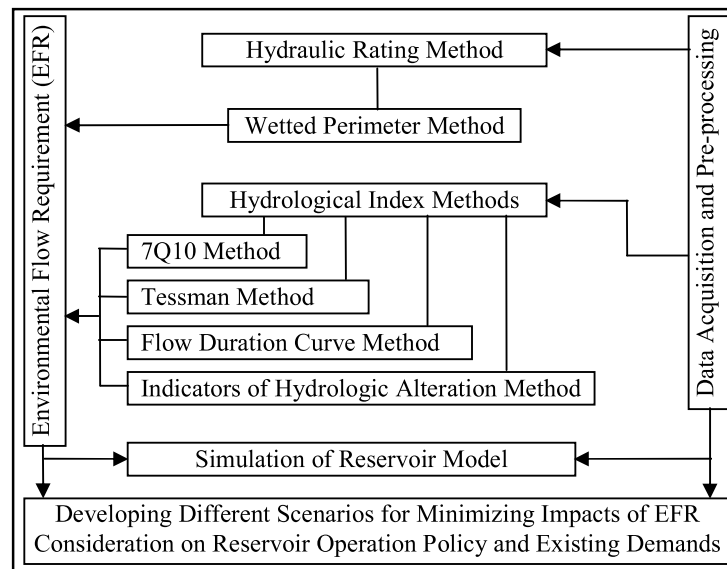 Environmental Flow Requirement (EFR)
Hydraulic Rating Method
Wetted Perimeter Method
Hydrological Index Methods
7Q10 Method
Tessman Method
Flow Duration Curve Method
Indicators of Hydrologic Alteration Method
Data Acquisition and Pre-processing
Simulation of Reservoir Model
Developing Different Scenarios for Minimizing Impacts of EFR
Consideration on Reservoir Operation Policy and Existing Demands